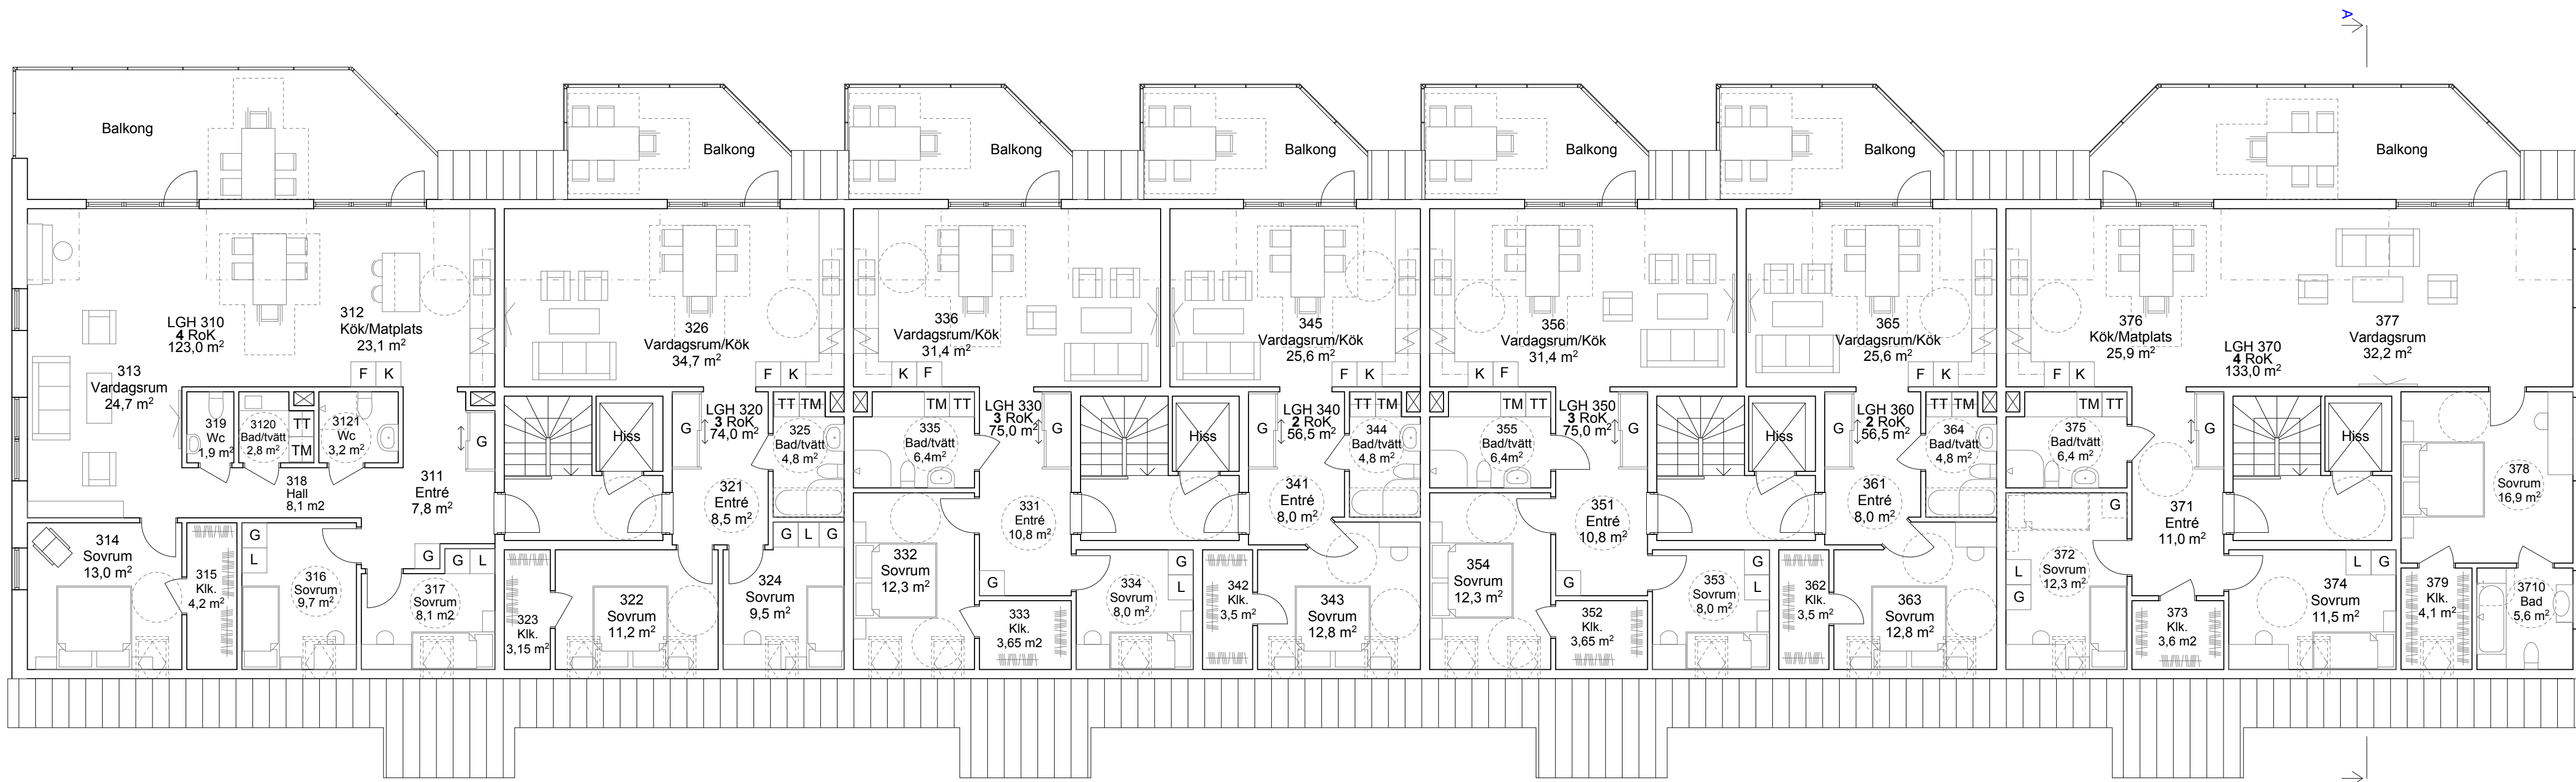 A
Balkong
Balkong
Balkong
Balkong
Balkong
Balkong
Balkong
LGH 310
4 RoK
123,0 m²
312
Kök/Matplats
23,1 m²
313
Vardagsrum
24,7 m²
F K
319
Wc
1,9 m²
3120
Bad/tvätt
2,8 m²
TT
TM
3121
Wc
3,2 m²
G
318
Hall
8,1 m2
311
Entré
7,8 m²
314
Sovrum
13,0 m²
315
Klk.
4,2 m²
G
L
316
Sovrum
9,7 m²
G
G L
317
Sovrum
8,1 m2
326
Vardagsrum/Kök
34,7 m²
F K
Hiss
G
LGH 320
3 RoK
74,0 m²
TT TM
325
Bad/tvätt
4,8 m²
321
Entré
8,5 m²
G L G
323
Klk.
3,15 m²
322
Sovrum
11,2 m²
324
Sovrum
9,5 m²
336
Vardagsrum/Kök
31,4 m²
K F
TM TT
335
Bad/tvätt
6,4m²
LGH 330
3 RoK
75,0 m²
G
Hiss
331
Entré
10,8 m²
332
Sovrum
12,3 m²
G
333
Klk.
3,65 m2
334
Sovrum
8,0 m²
G
L
345
Vardagsrum/Kök
25,6 m²
F K
G
LGH 340
2 RoK
56,5 m²
TT TM
344
Bad/tvätt
4,8 m²
341
Entré
8,0 m²
342
Klk.
3,5 m²
343
Sovrum
12,8 m²
356
Vardagsrum/Kök
31,4 m²
K F
TM TT
355
Bad/tvätt
6,4m²
LGH 350
3 RoK
75,0 m²
G
Hiss
351
Entré
10,8 m²
354
Sovrum
12,3 m²
G
352
Klk.
3,65 m²
353
Sovrum
8,0 m²
G
L
365
Vardagsrum/Kök
25,6 m²
F K
G
LGH 360
2 RoK
56,5 m²
TT TM
364
Bad/tvätt
4,8 m²
361
Entré
8,0 m²
362
Klk.
3,5 m²
363
Sovrum
12,8 m²
376
Kök/Matplats
25,9 m²
377
Vardagsrum
32,2 m²
LGH 370
4 RoK
133,0 m²
F K
TM TT
375
Bad/tvätt
6,4 m²
G
Hiss
378
Sovrum
16,9 m²
G
371
Entré
11,0 m²
372
Sovrum
12,3 m²
L
G
373
Klk.
3,6 m2
L G
374
Sovrum
11,5 m²
379
Klk.
4,1 m²
3710
Bad
5,6 m²